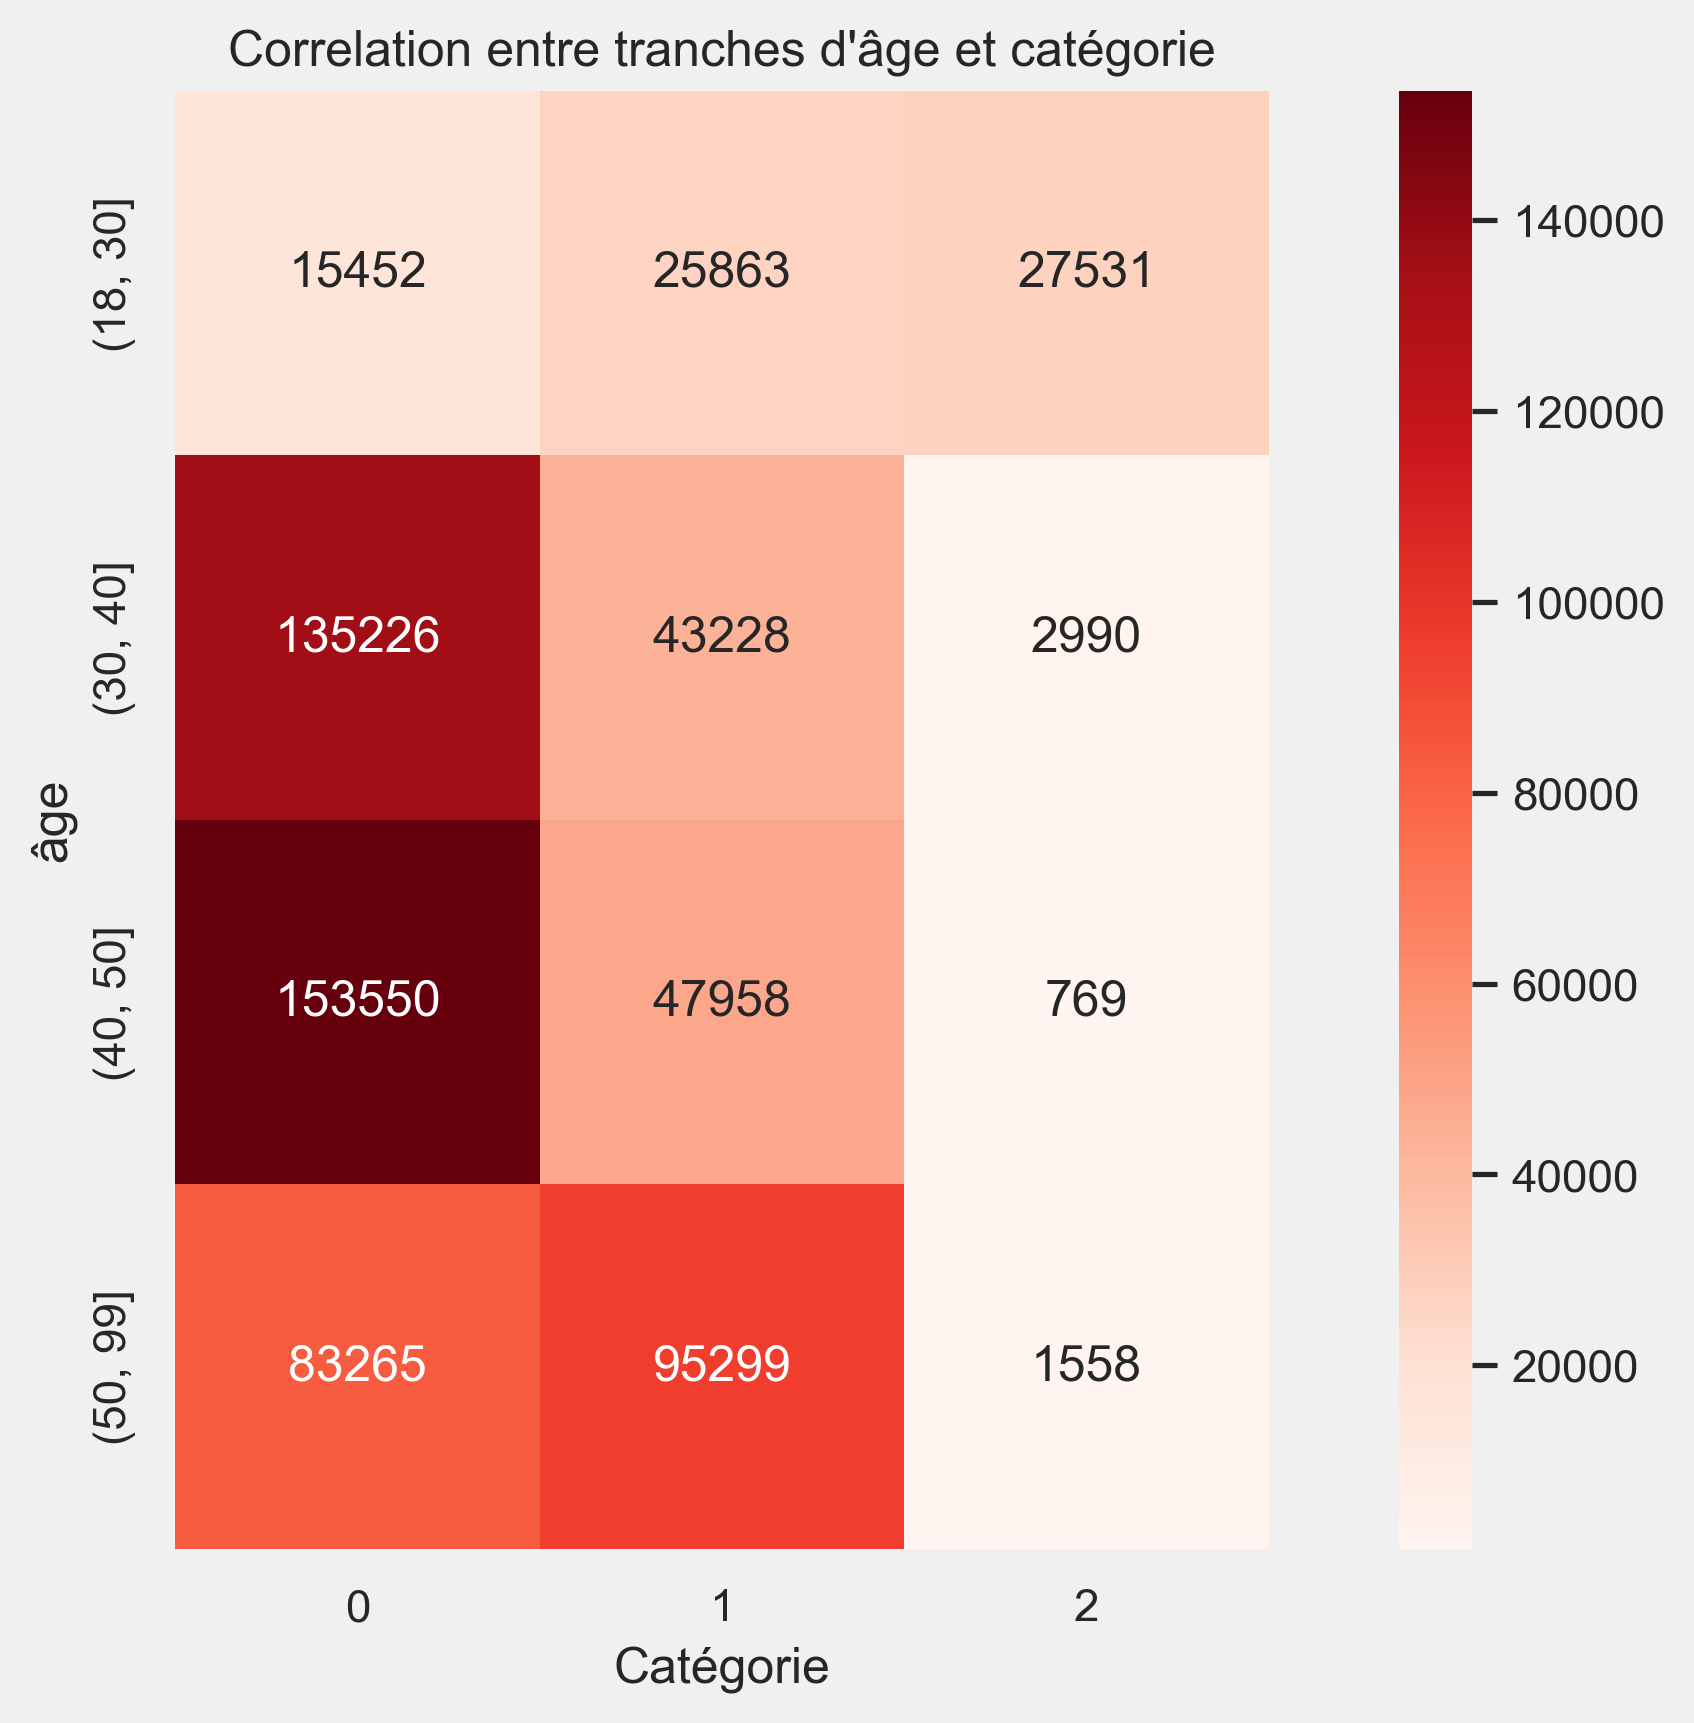 Correlation entre tranches d'âge et catégorie
âge
(18, 30]
15452 25863 27531
(30, 40]
135226 43228 2990
(40, 50]
153550 47958 769
(50, 99]
83265 95299 1558
0 1 2
Catégorie
140000
120000
100000
80000
60000
40000
20000